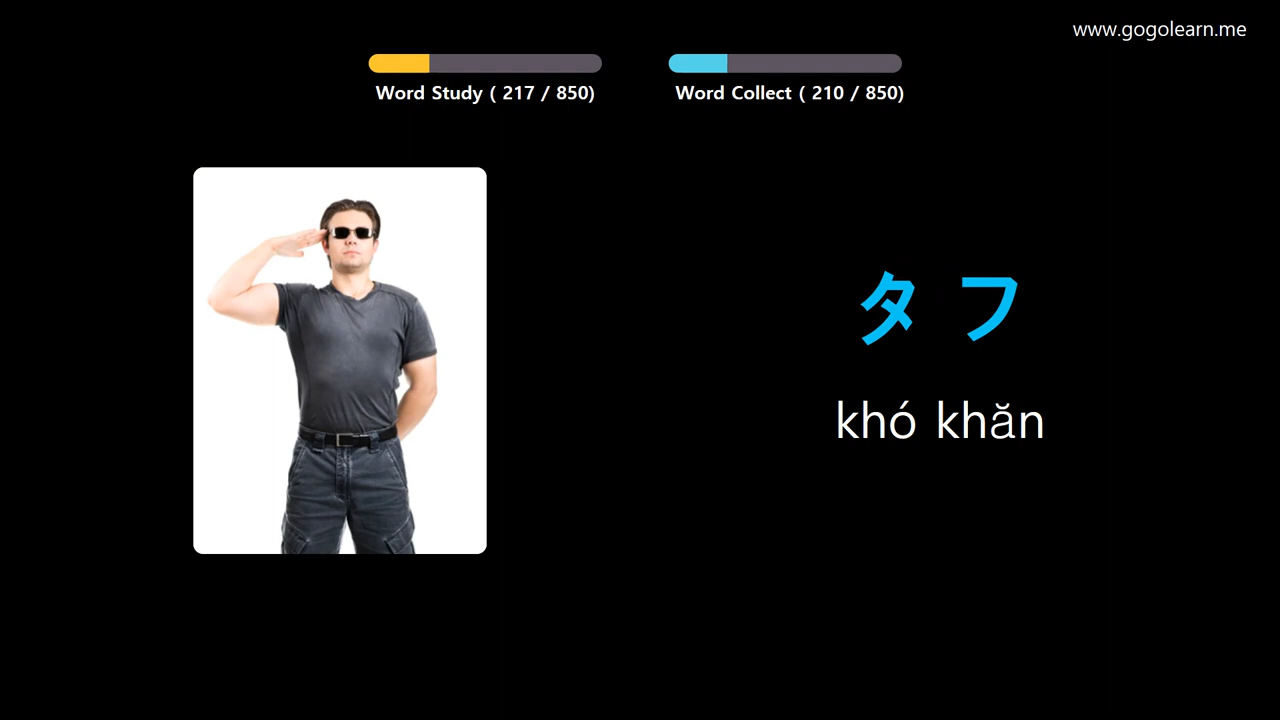 www.gogolearn.me
Word Study ( 217 / 850)
Word Collect ( 210 / 850)
タフ
khó khăn